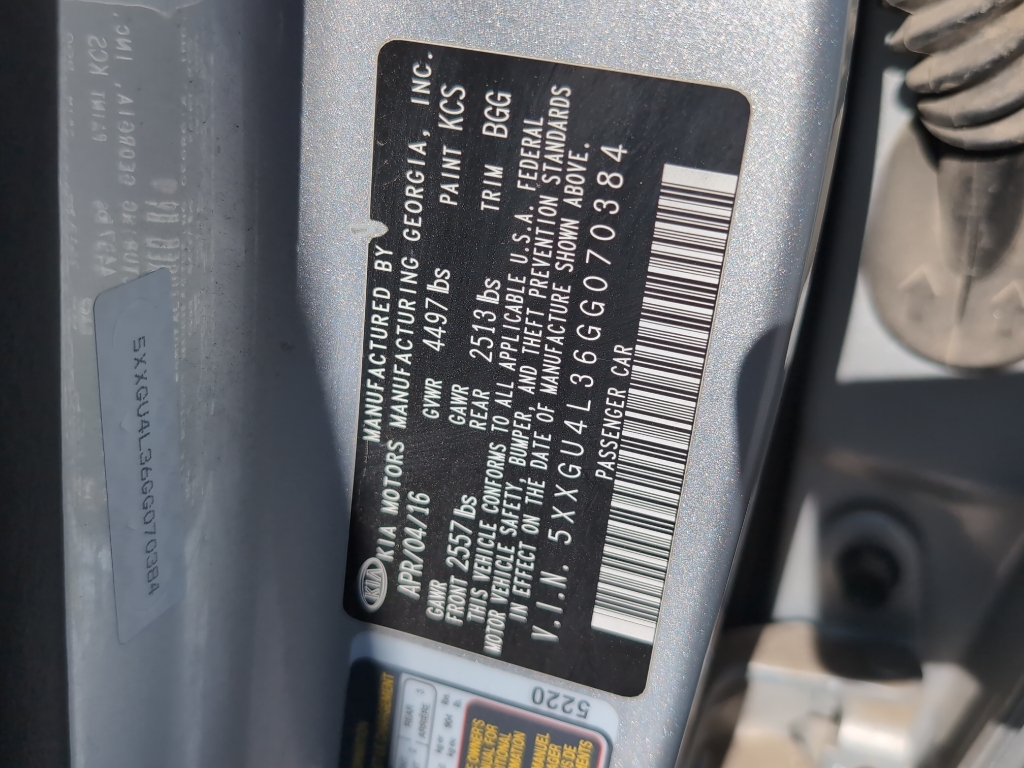 KIA
MANUFACTURED BY
KIA MOTORS MANUFACTURING GEORGIA, INC.
APR/04/16 GVWR 4497 lbs PAINT KCS
GAWR FRONT 2557 lbs GAWR REAR 2513 lbs TRIM BGG
THIS VEHICLE CONFORMS TO ALL APPLICABLE U.S.A. FEDERAL
MOTOR VEHICLE SAFETY, BUMPER, AND THEFT PREVENTION STANDARDS
IN EFFECT ON THE DATE OF MANUFACTURE SHOWN ABOVE.
V.I.N. 5XXGU4L36GG070384
PASSENGER CAR
5XXGU4L36GG070384
5220
REAR